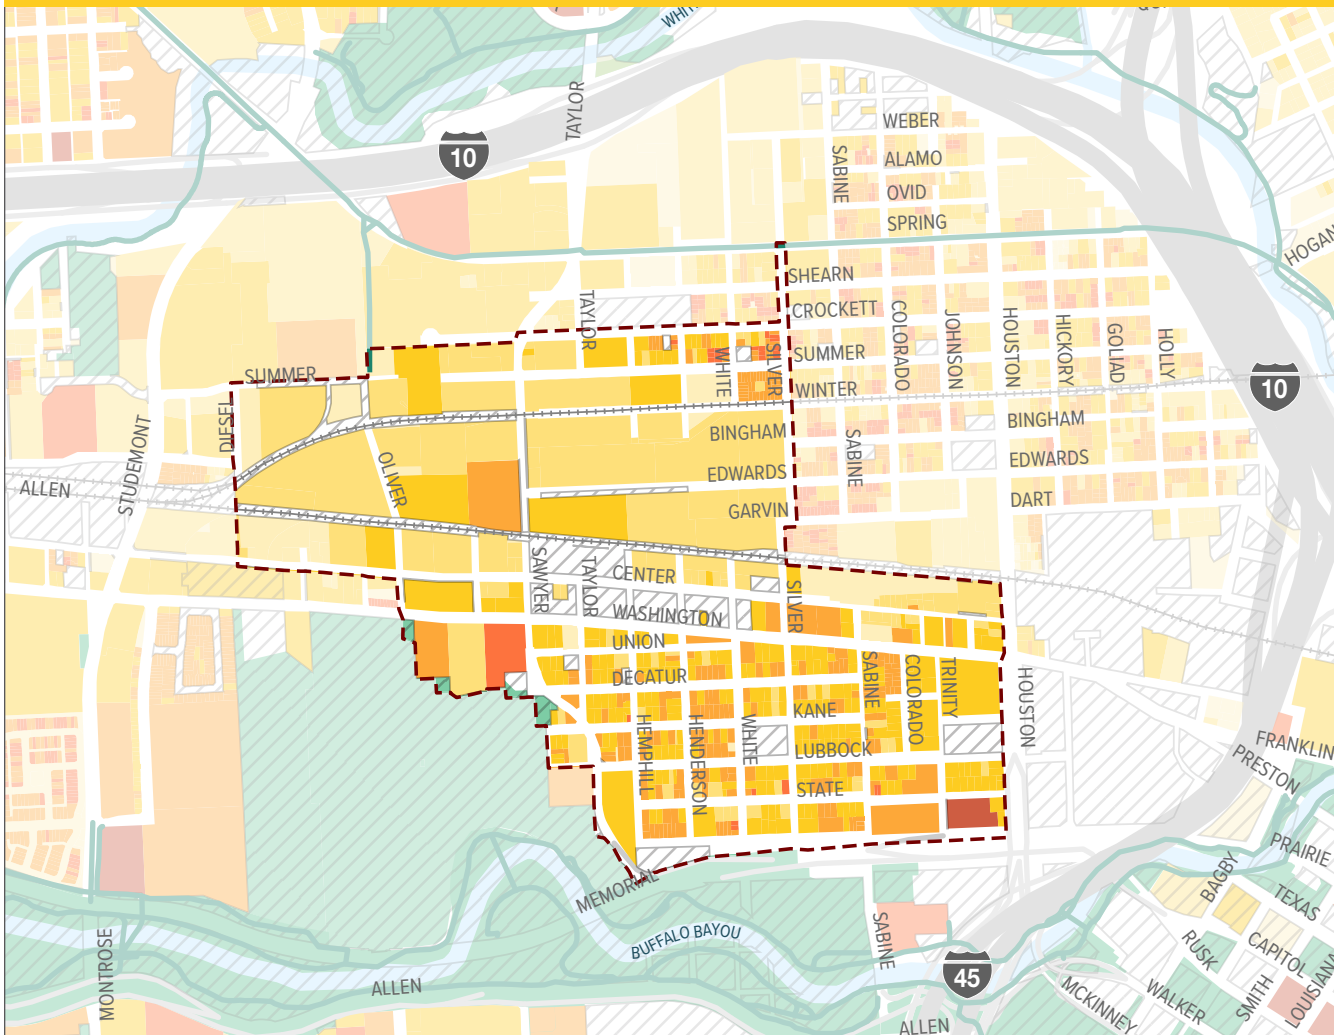 TAYLOR
10
WEBER
SABINE
ALAMO
OVID
SPRING
HOGAN
SHEARN
CROCKETT
TAYLOR
COLORADO
JOHNSON
HOUSTON
HICKORY
GOLIAD
HOLLY
WHITE
SILVER
SUMMER
SUMMER
WINTER
10
DIESEL
STUDEMONT
BINGHAM
BINGHAM
SABINE
OLIVER
EDWARDS
EDWARDS
ALLEN
GARVIN
DART
SAWYER
TAYLOR
CENTER
SILVER
WASHINGTON
UNION
DECATUR
SABINE
COLORADO
TRINITY
HOUSTON
KANE
HEMPHILL
HENDERSON
WHITE
LUBBOCK
STATE
FRANKLIN
PRESTON
PRAIRIE
MEMORIAL
BAGBY
TEXAS
BUFFALO BAYOU
SABINE
RUSK
CAPITOL
MONTROSE
ALLEN
45
MCKINNEY
WALKER
SMITH
LOUISIANA
ALLEN